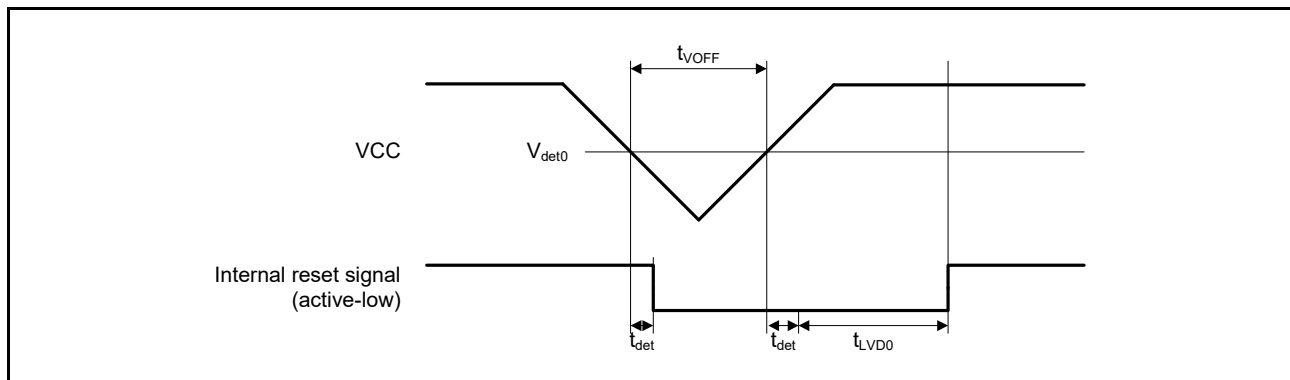 tVOFF
VCC
Vdet0
Internal reset signal
(active-low)
tdet
tdet
tLVD0